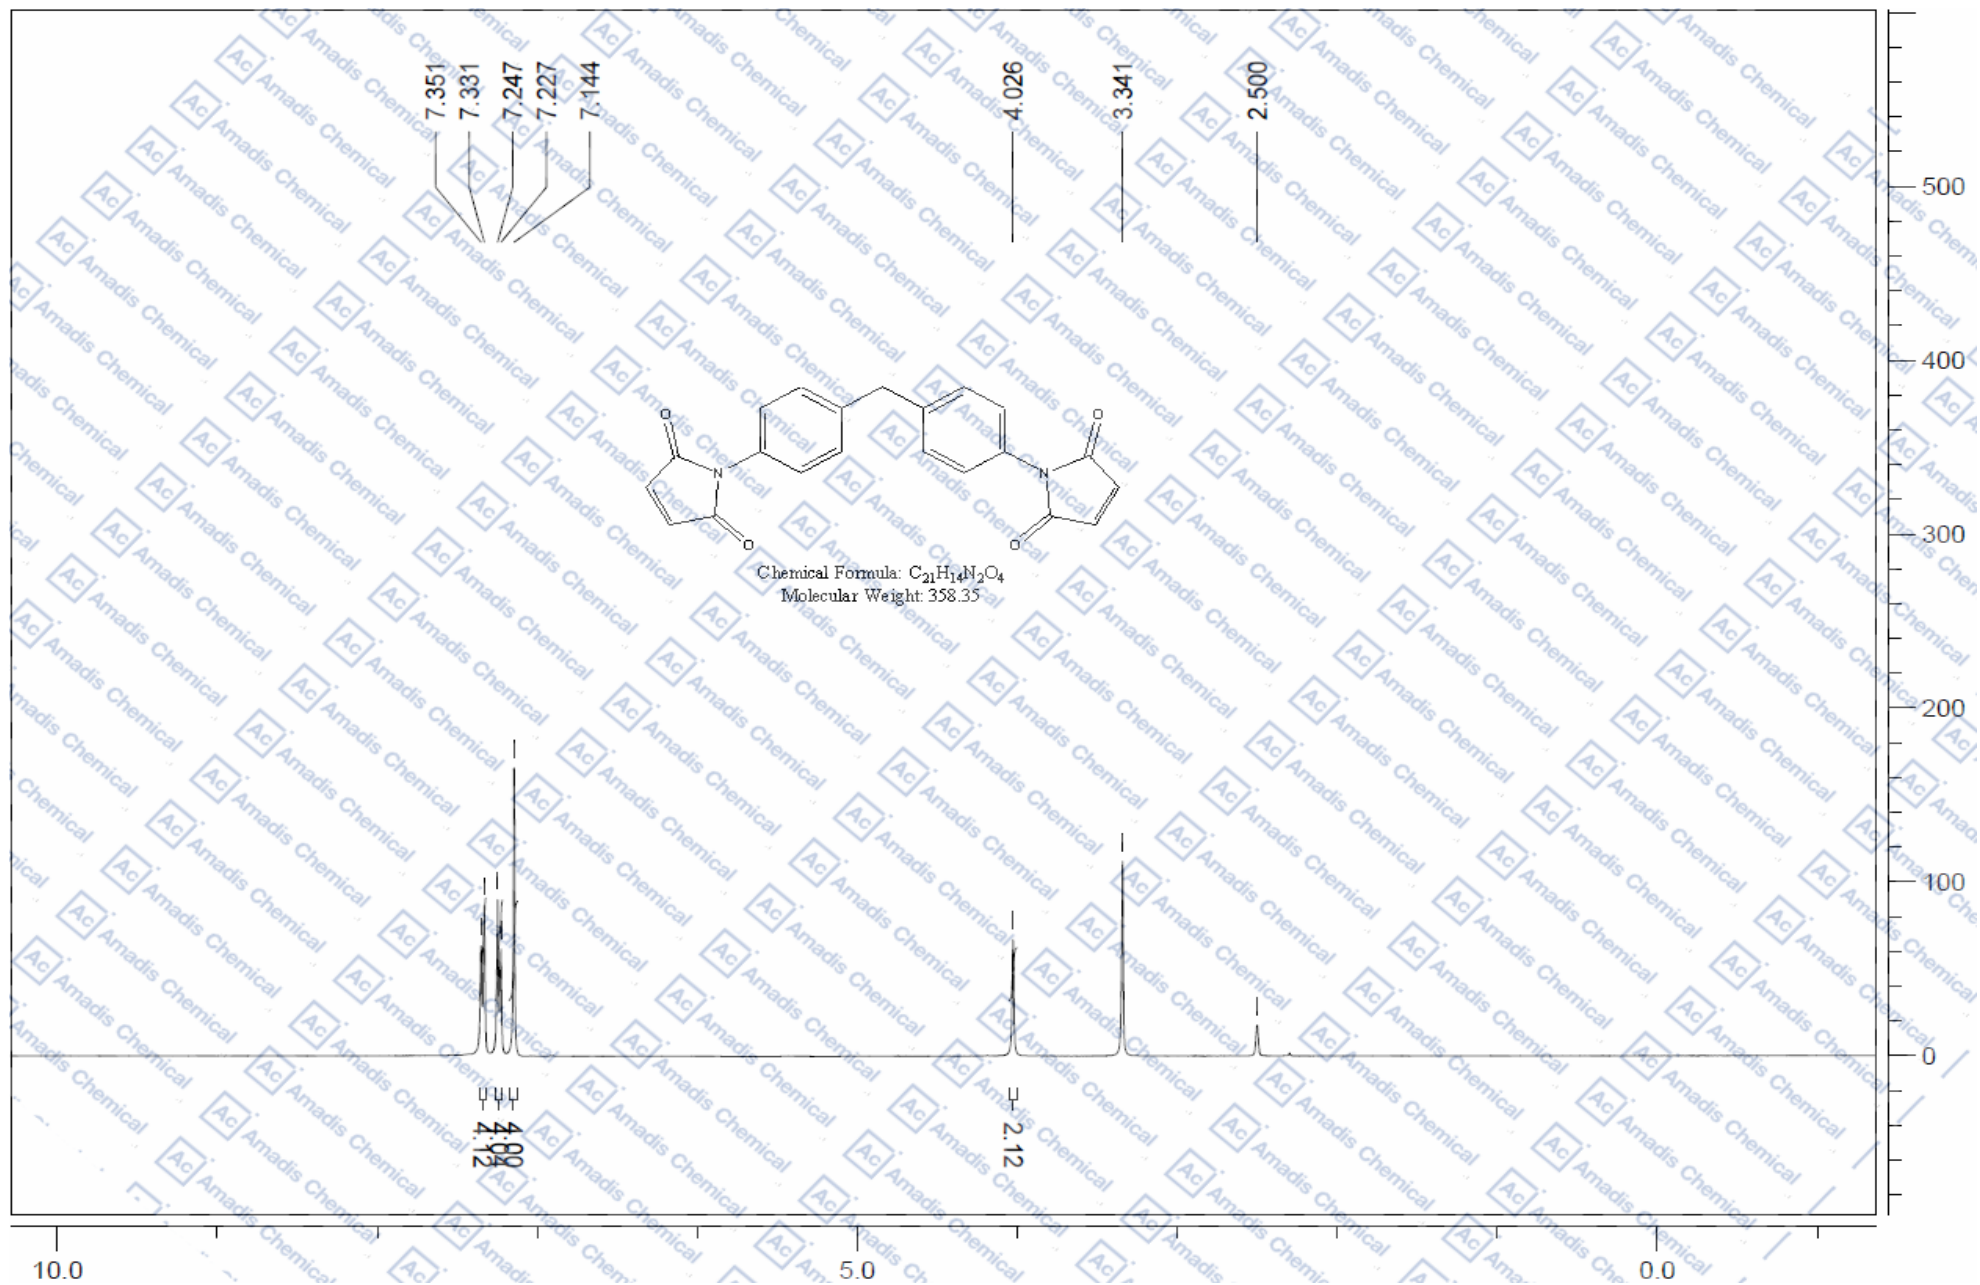 7.351
7.331
7.247
7.227
7.144
4.026
3.341
2.500
500
400
300
200
100
0
O
O
N
N
O
O
Chemical Formula: C₂₁H₁₄N₂O₄
Molecular Weight: 358.35
4.12
4.04
4.00
2.12
10.0
5.0
0.0
Ac Amadis Chemical